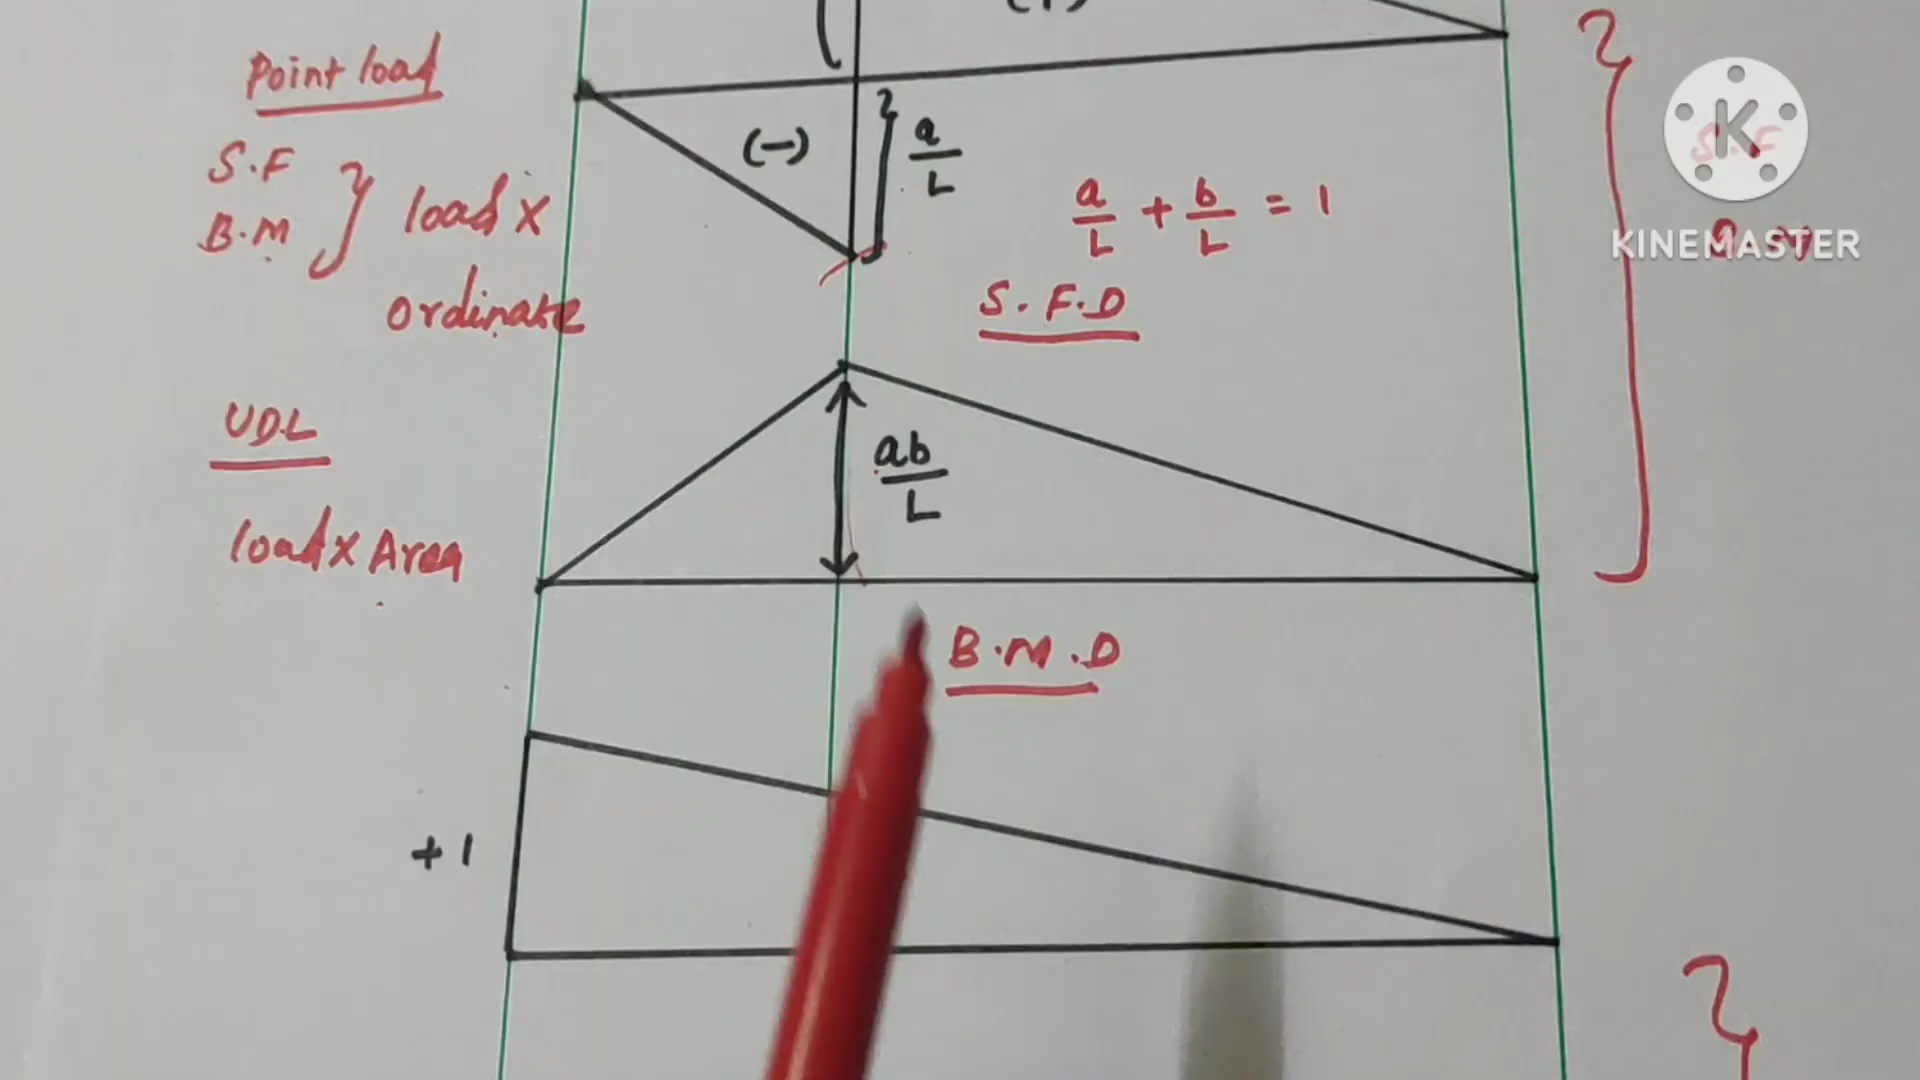 (+)
Point load
S.F
B.M
load x
ordinate
(-)
a
L
a/L + b/L = 1
S.F.D
UDL
load x Area
ab
L
B.M.D
+1
K
S.F
KINEMASTER